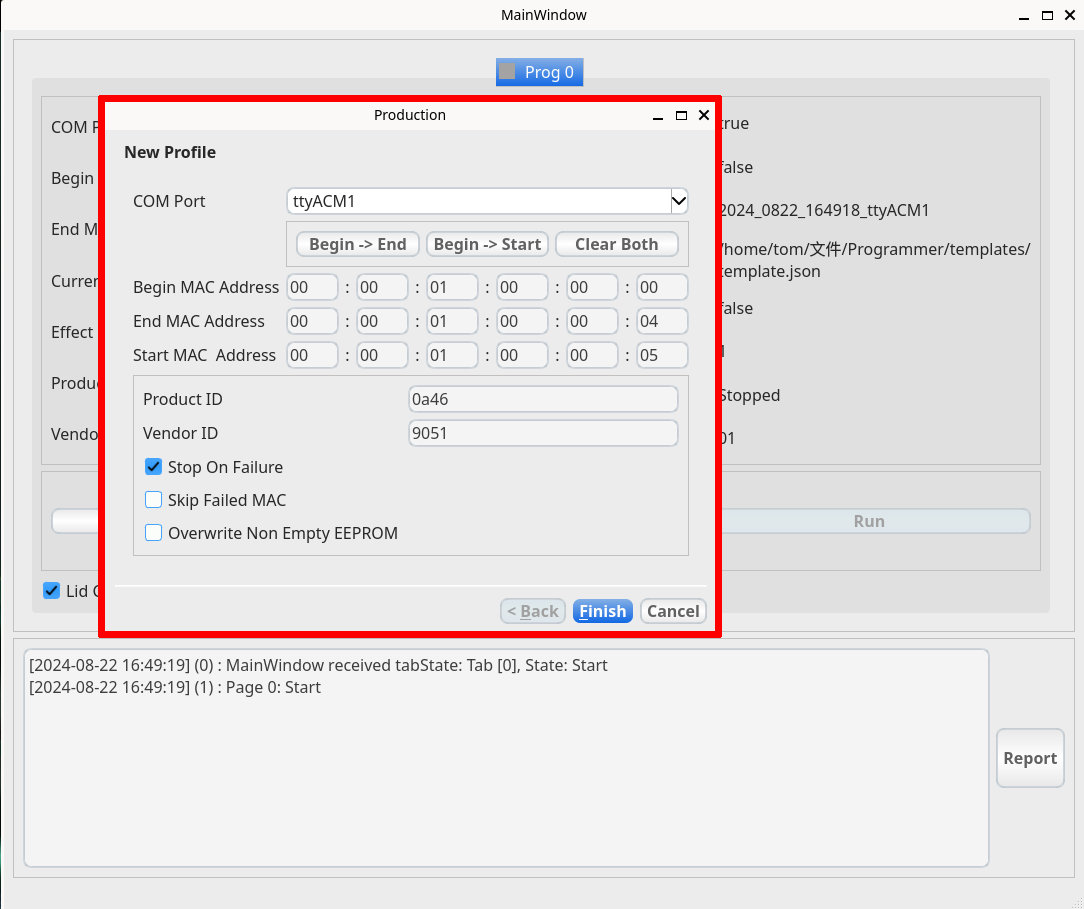 MainWindow
Prog 0
COM P
Begin
End M
Curren
Effect
Produ
Vendo
true
false
2024_0822_164918_ttyACM1
/home/tom/文件/Programmer/templates/
template.json
false
Stopped
01
Run
Lid
Production
New Profile
COM Port ttyACM1
Begin -> End Begin -> Start Clear Both
Begin MAC Address 00 : 00 : 01 : 00 : 00 : 00
End MAC Address 00 : 00 : 01 : 00 : 00 : 04
Start MAC Address 00 : 00 : 01 : 00 : 00 : 05
Product ID 0a46
Vendor ID 9051
Stop On Failure
Skip Failed MAC
Overwrite Non Empty EEPROM
< Back Finish Cancel
[2024-08-22 16:49:19] (0) : MainWindow received tabState: Tab [0], State: Start
[2024-08-22 16:49:19] (1) : Page 0: Start
Report